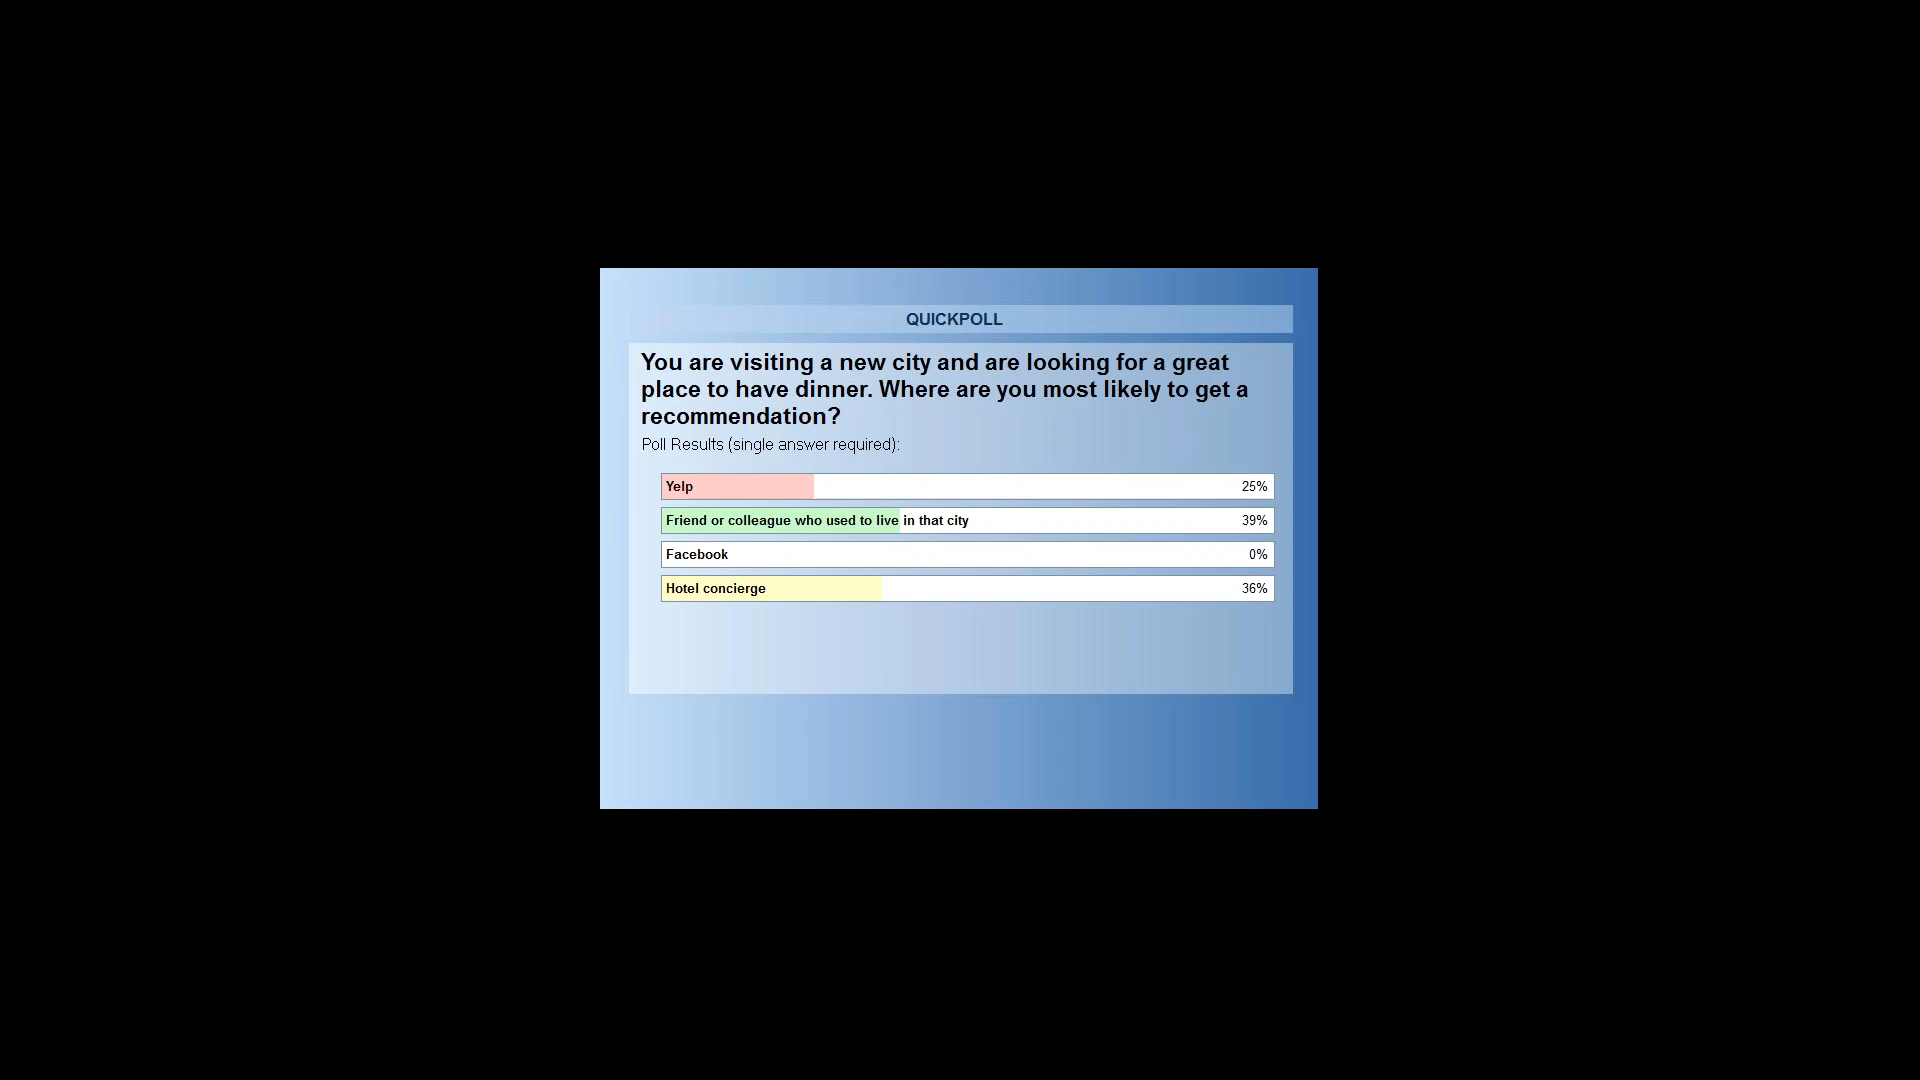 QUICKPOLL
You are visiting a new city and are looking for a great
place to have dinner. Where are you most likely to get a
recommendation?
Poll Results (single answer required):
Yelp 25%
Friend or colleague who used to live in that city 39%
Facebook 0%
Hotel concierge 36%